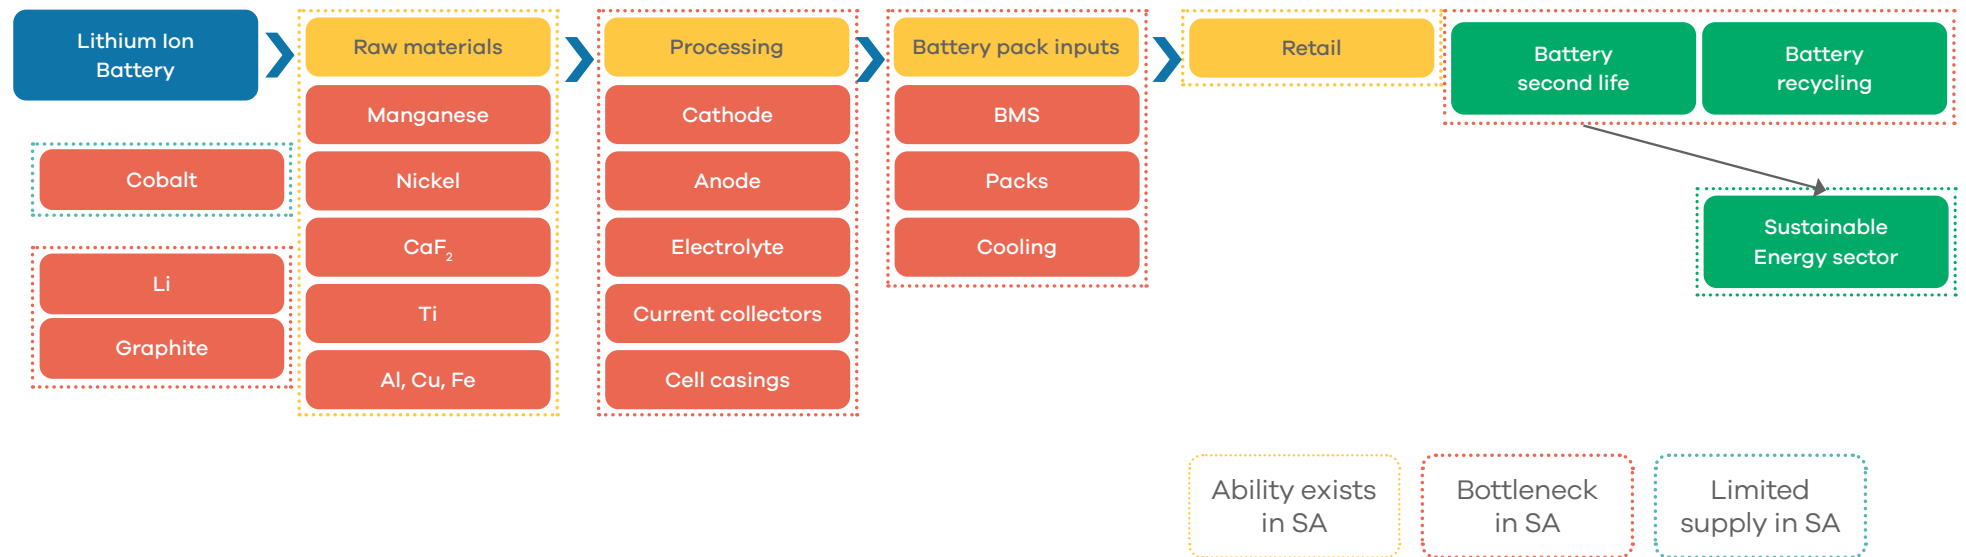 Lithium Ion
Battery
Cobalt
Li
Graphite
Raw materials
Manganese
Nickel
CaF₂
Ti
Al, Cu, Fe
Processing
Cathode
Anode
Electrolyte
Current collectors
Cell casings
Battery pack inputs
BMS
Packs
Cooling
Retail
Battery
second life
Battery
recycling
Sustainable
Energy sector
Ability exists
in SA
Bottleneck
in SA
Limited
supply in SA